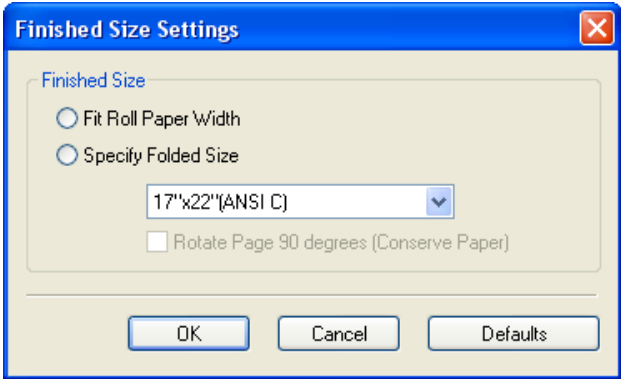 Finished Size Settings
Finished Size
Fit Roll Paper Width
Specify Folded Size
17"x22"(ANSI C)
Rotate Page 90 degrees (Conserve Paper)
OK Cancel Defaults